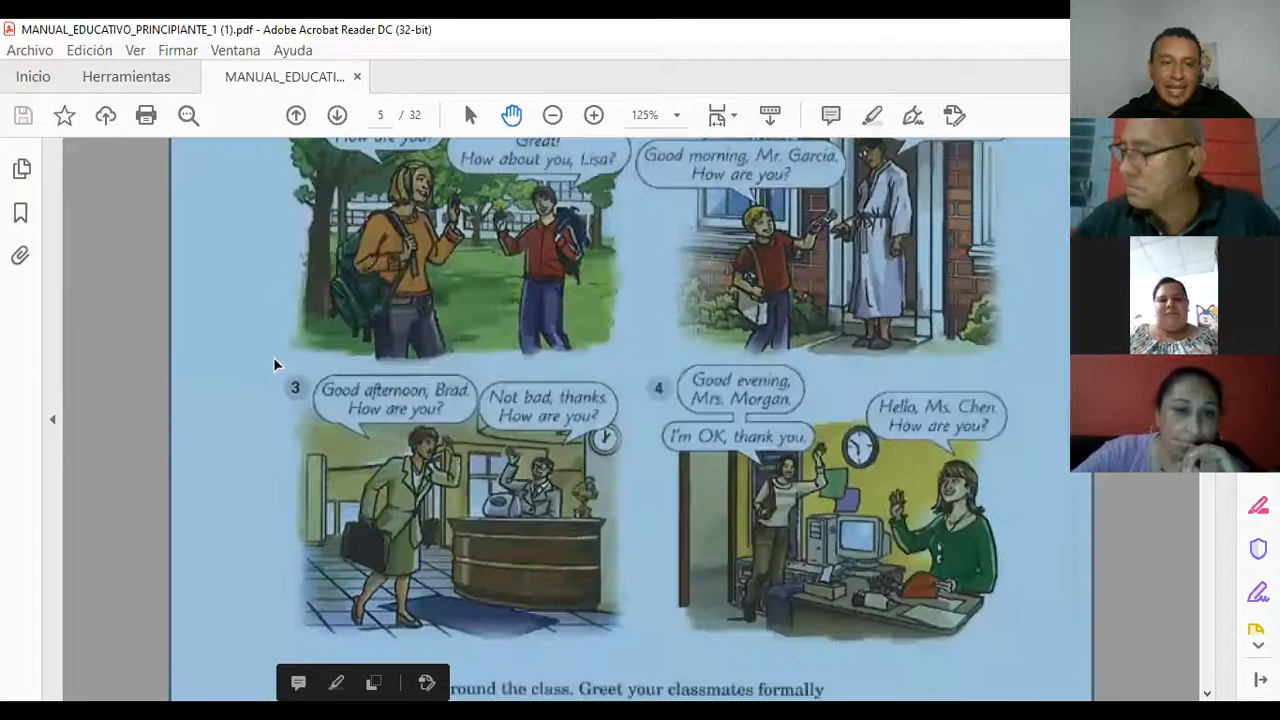 MANUAL_EDUCATIVO_PRINCIPIANTE_1 (1).pdf - Adobe Acrobat Reader DC (32-bit)
Archivo Edición Ver Firmar Ventana Ayuda
Inicio Herramientas MANUAL_EDUCATI... ×
5 / 32 125%
How are you?
Great!
How about you, Lisa?
Good morning, Mr. Garcia.
How are you?
3
Good afternoon, Brad.
How are you?
Not bad, thanks.
How are you?
4
Good evening,
Mrs. Morgan.
I'm OK, thank you.
Hello, Ms. Chen.
How are you?
round the class. Greet your classmates formally